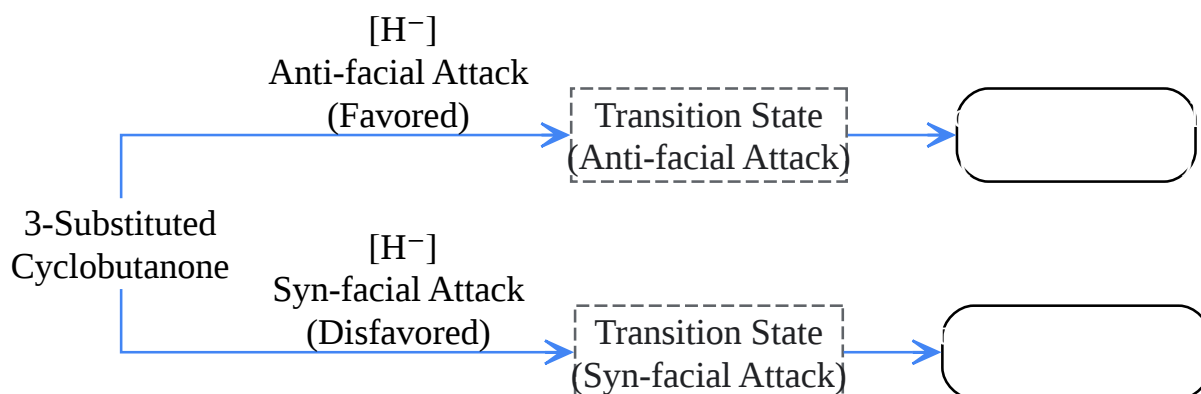 [H⁻]
Anti-facial Attack
(Favored)
Transition State
(Anti-facial Attack)
3-Substituted
Cyclobutanone
[H⁻]
Syn-facial Attack
(Disfavored)
Transition State
(Syn-facial Attack)